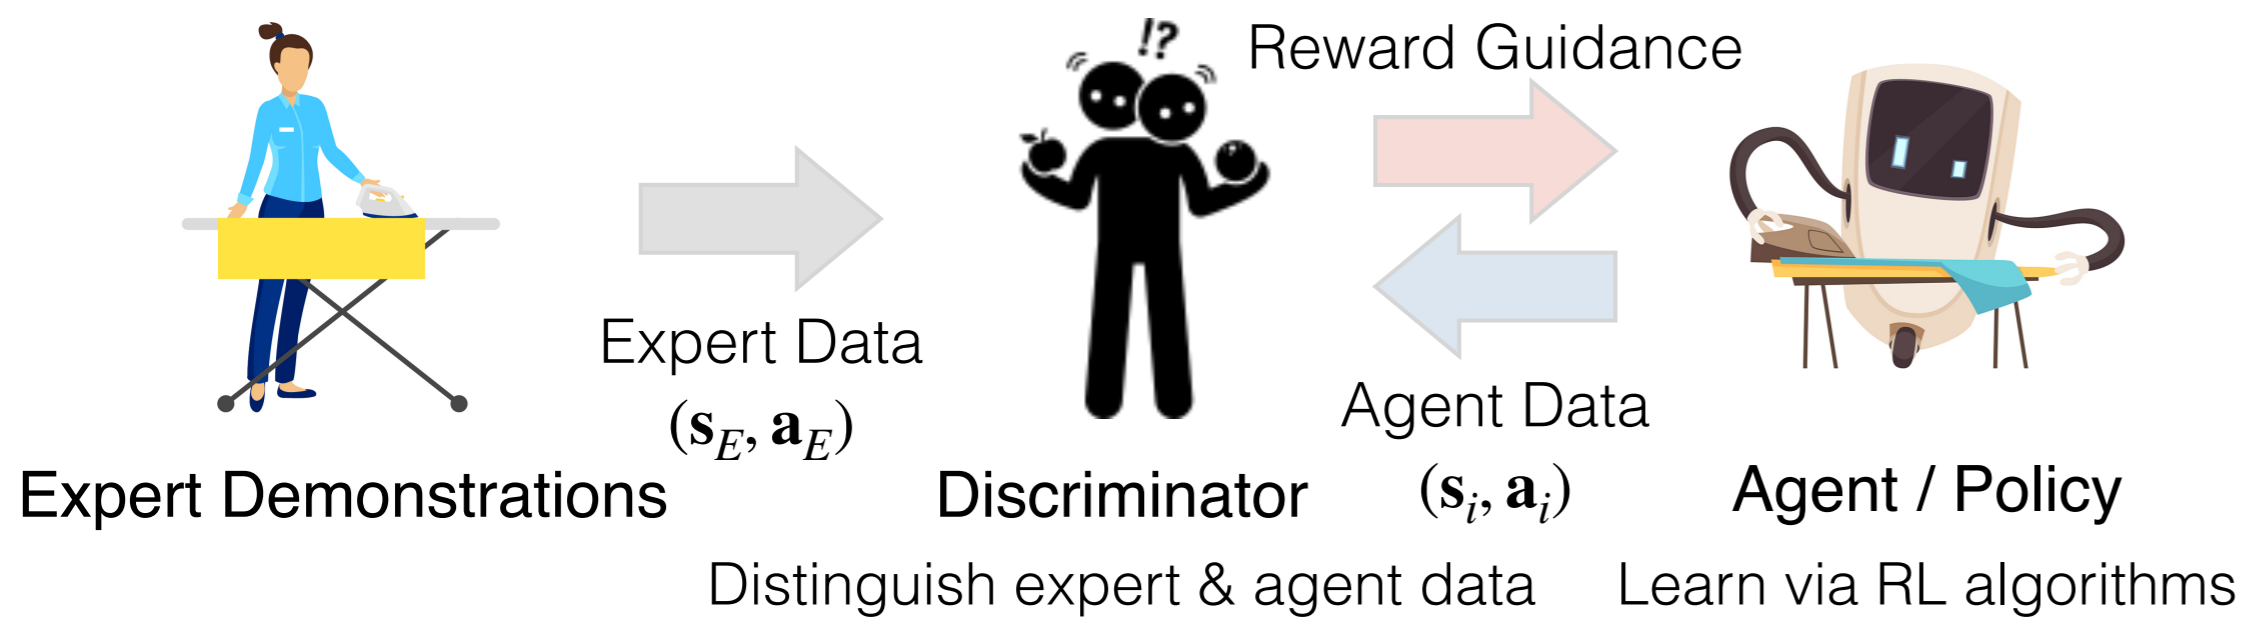 !?
Reward Guidance
Expert Data
(s_E, a_E)
Agent Data
(s_i, a_i)
Expert Demonstrations
Discriminator
Agent / Policy
Distinguish expert & agent data
Learn via RL algorithms